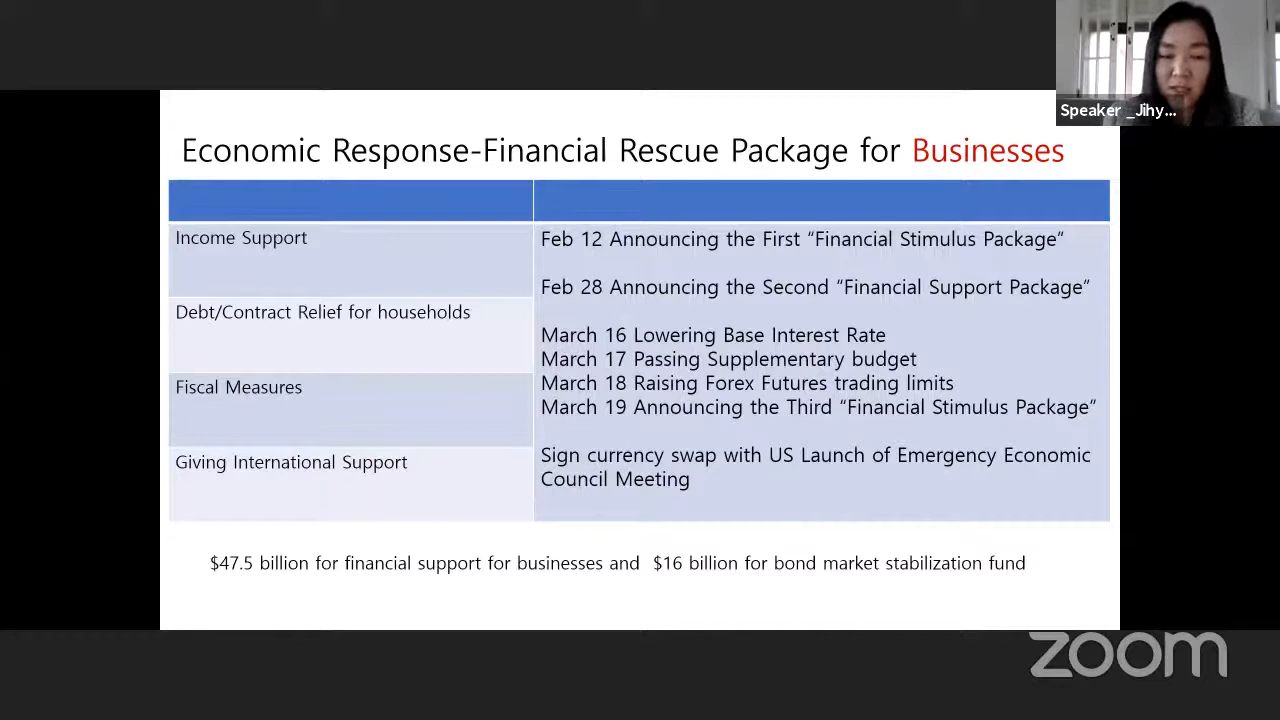 Speaker _Jihy...
Economic Response-Financial Rescue Package for Businesses
Income Support
Debt/Contract Relief for households
Fiscal Measures
Giving International Support
Feb 12 Announcing the First “Financial Stimulus Package”
Feb 28 Announcing the Second “Financial Support Package”
March 16 Lowering Base Interest Rate
March 17 Passing Supplementary budget
March 18 Raising Forex Futures trading limits
March 19 Announcing the Third “Financial Stimulus Package”
Sign currency swap with US Launch of Emergency Economic
Council Meeting
$47.5 billion for financial support for businesses and $16 billion for bond market stabilization fund
zoom